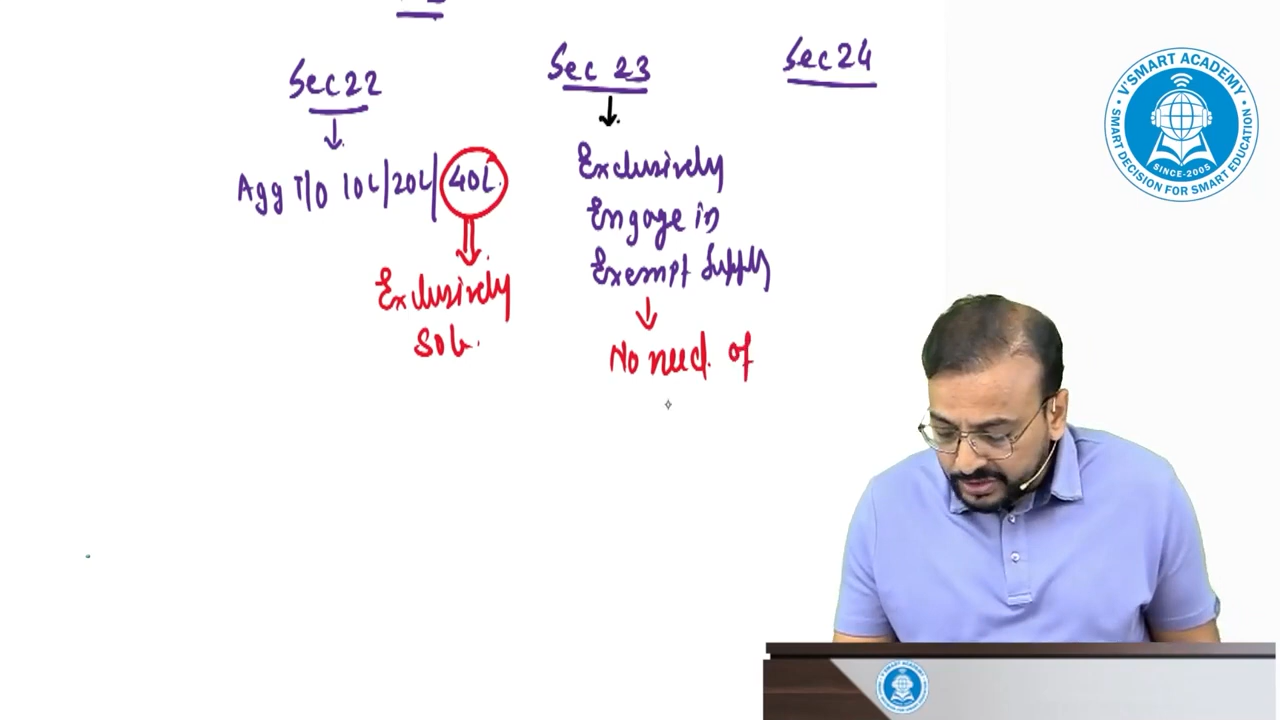 Sec 22
Agg T/O 10L/20L/40L.
Exclusively
SOG.
Sec 23
Exclusively
Engage in
Exempt Supply
No need. of
Sec 24
V'SMART ACADEMY
SMART DECISION FOR SMART EDUCATION
SINCE-2005